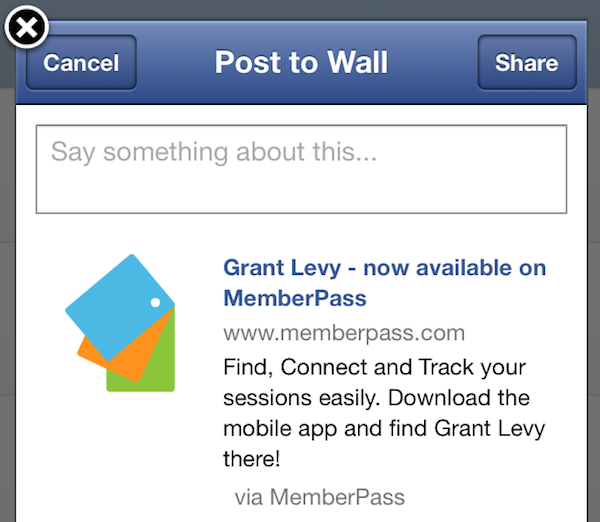 Cancel Post to Wall Share
Say something about this...
Grant Levy - now available on
MemberPass
www.memberpass.com
Find, Connect and Track your
sessions easily. Download the
mobile app and find Grant Levy
there!
via MemberPass